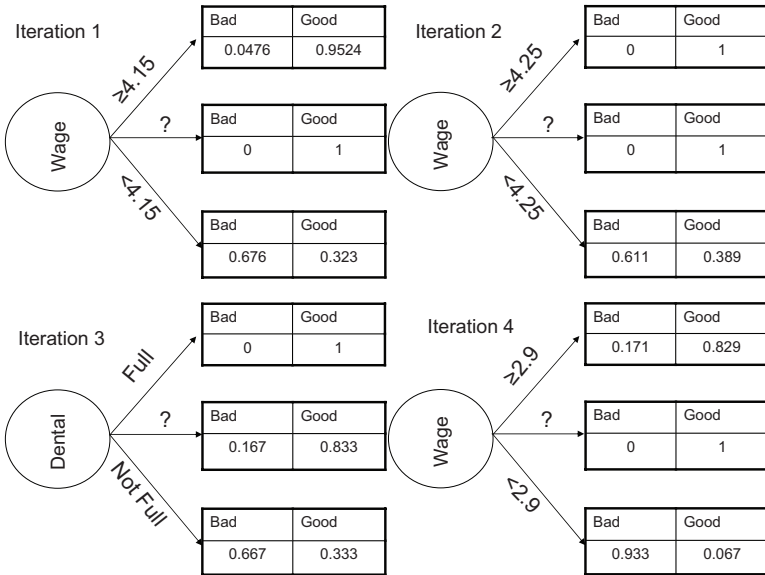 Iteration 1
Wage
≥4.15
Bad Good
0.0476 0.9524
?
Bad Good
0 1
<4.15
Bad Good
0.676 0.323
Iteration 2
Wage
≥4.25
Bad Good
0 1
?
Bad Good
0 1
<4.25
Bad Good
0.611 0.389
Iteration 3
Dental
Full
Bad Good
0 1
?
Bad Good
0.167 0.833
Not Full
Bad Good
0.667 0.333
Iteration 4
Wage
≥2.9
Bad Good
0.171 0.829
?
Bad Good
0 1
<2.9
Bad Good
0.933 0.067